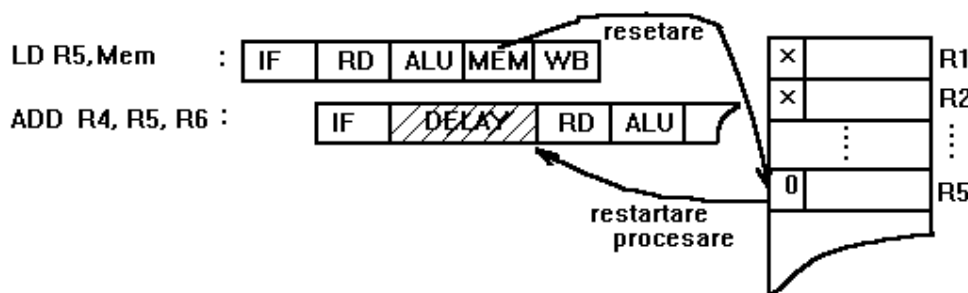 resetare
LD R5,Mem : IF RD ALU MEM WB
× R1
ADD R4, R5, R6 : IF DELAY RD ALU
× R2
⋮ ⋮
0 R5
restartare
procesare